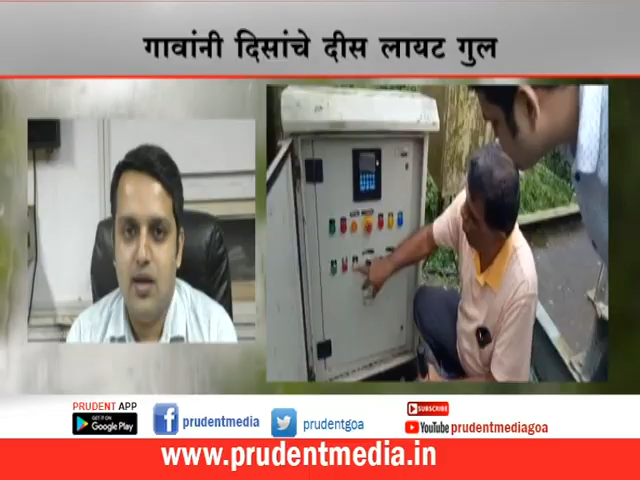 गावांनी दिसांचे दीस लायट गुल
PRUDENT APP
GET IT ON
Google Play
prudentmedia
prudentgoa
SUBSCRIBE
YouTube prudentmediagoa
www.prudentmedia.in